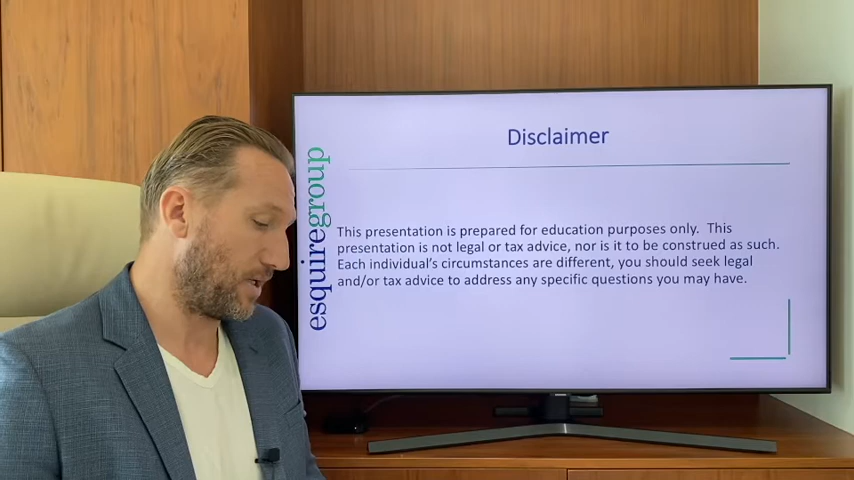 Disclaimer
esquiregroup
This presentation is prepared for education purposes only. This
presentation is not legal or tax advice, nor is it to be construed as such.
Each individual's circumstances are different, you should seek legal
and/or tax advice to address any specific questions you may have.